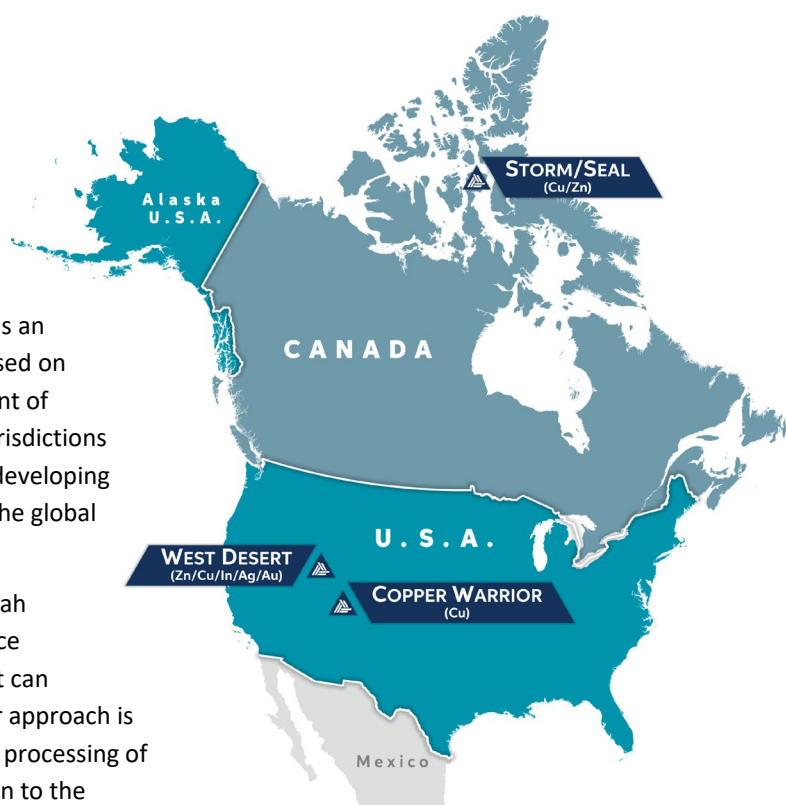 STORM/SEAL
(Cu/Zn)
Alaska
U.S.A.
CANADA
s an
sed on
nt of
risdictions
developing
he global
U.S.A.
WEST DESERT
(Zn/Cu/In/Ag/Au)
COPPER WARRIOR
(Cu)
Mexico
ah
ce
t can
r approach is
processing of
n to the